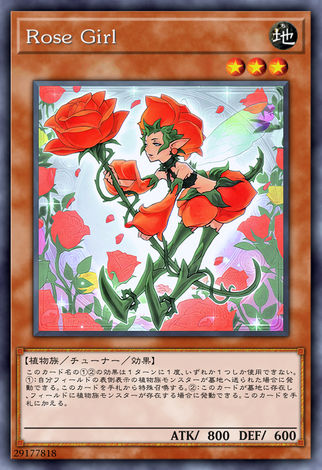 Rose Girl
地
【植物族／チューナー／効果】
このカード名の①②の効果は１ターンに１度、いずれか１つしか使用できない。
①：自分フィールドの表側表示の植物族モンスターが墓地へ送られた場合に発
動できる。このカードを手札から特殊召喚する。②：このカードが墓地に存在し、
フィールドに植物族モンスターが存在する場合に発動できる。このカードを手
札に加える。
ATK/ 800 DEF/ 600
29177818